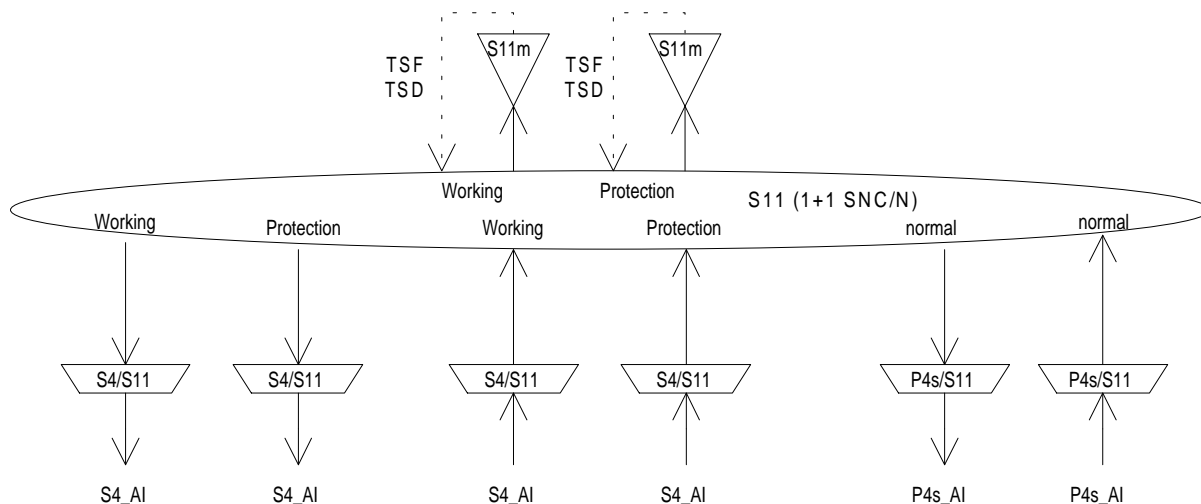 S11m
S11m
TSF
TSD
TSF
TSD
Working
Protection
S11 (1+1 SNC/N)
Working
Protection
Working
Protection
normal
normal
S4/S11
S4/S11
S4/S11
S4/S11
P4s/S11
P4s/S11
S4_AI
S4_AI
S4_AI
S4_AI
P4s_AI
P4s_AI